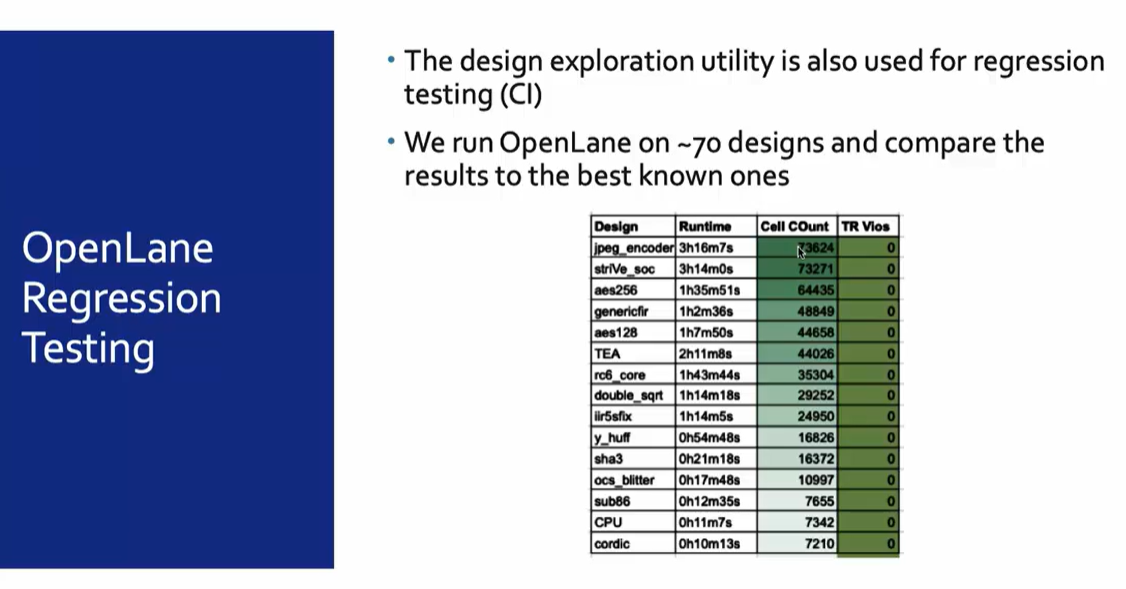 OpenLane
Regression
Testing
• The design exploration utility is also used for regression
testing (CI)
• We run OpenLane on ~70 designs and compare the
results to the best known ones
Design Runtime Cell COunt TR Vios
jpeg_encoder 3h16m7s 73624 0
striVe_soc 3h14m0s 73271 0
aes256 1h35m51s 64435 0
genericfir 1h2m36s 48849 0
aes128 1h7m50s 44658 0
TEA 2h11m8s 44026 0
rc6_core 1h43m44s 35304 0
double_sqrt 1h14m18s 29252 0
iir5sfix 1h14m5s 24950 0
y_huff 0h54m48s 16826 0
sha3 0h21m18s 16372 0
ocs_blitter 0h17m48s 10997 0
sub86 0h12m35s 7655 0
CPU 0h11m7s 7342 0
cordic 0h10m13s 7210 0